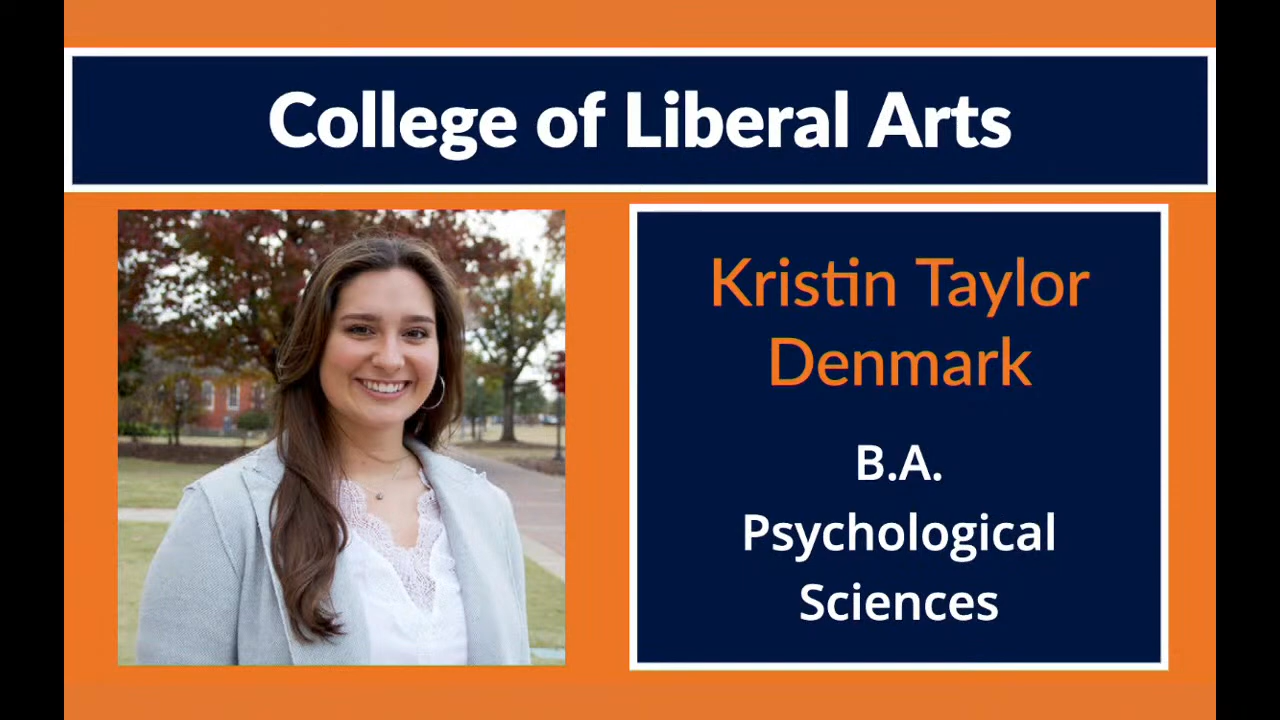 College of Liberal Arts
Kristin Taylor
Denmark
B.A.
Psychological
Sciences